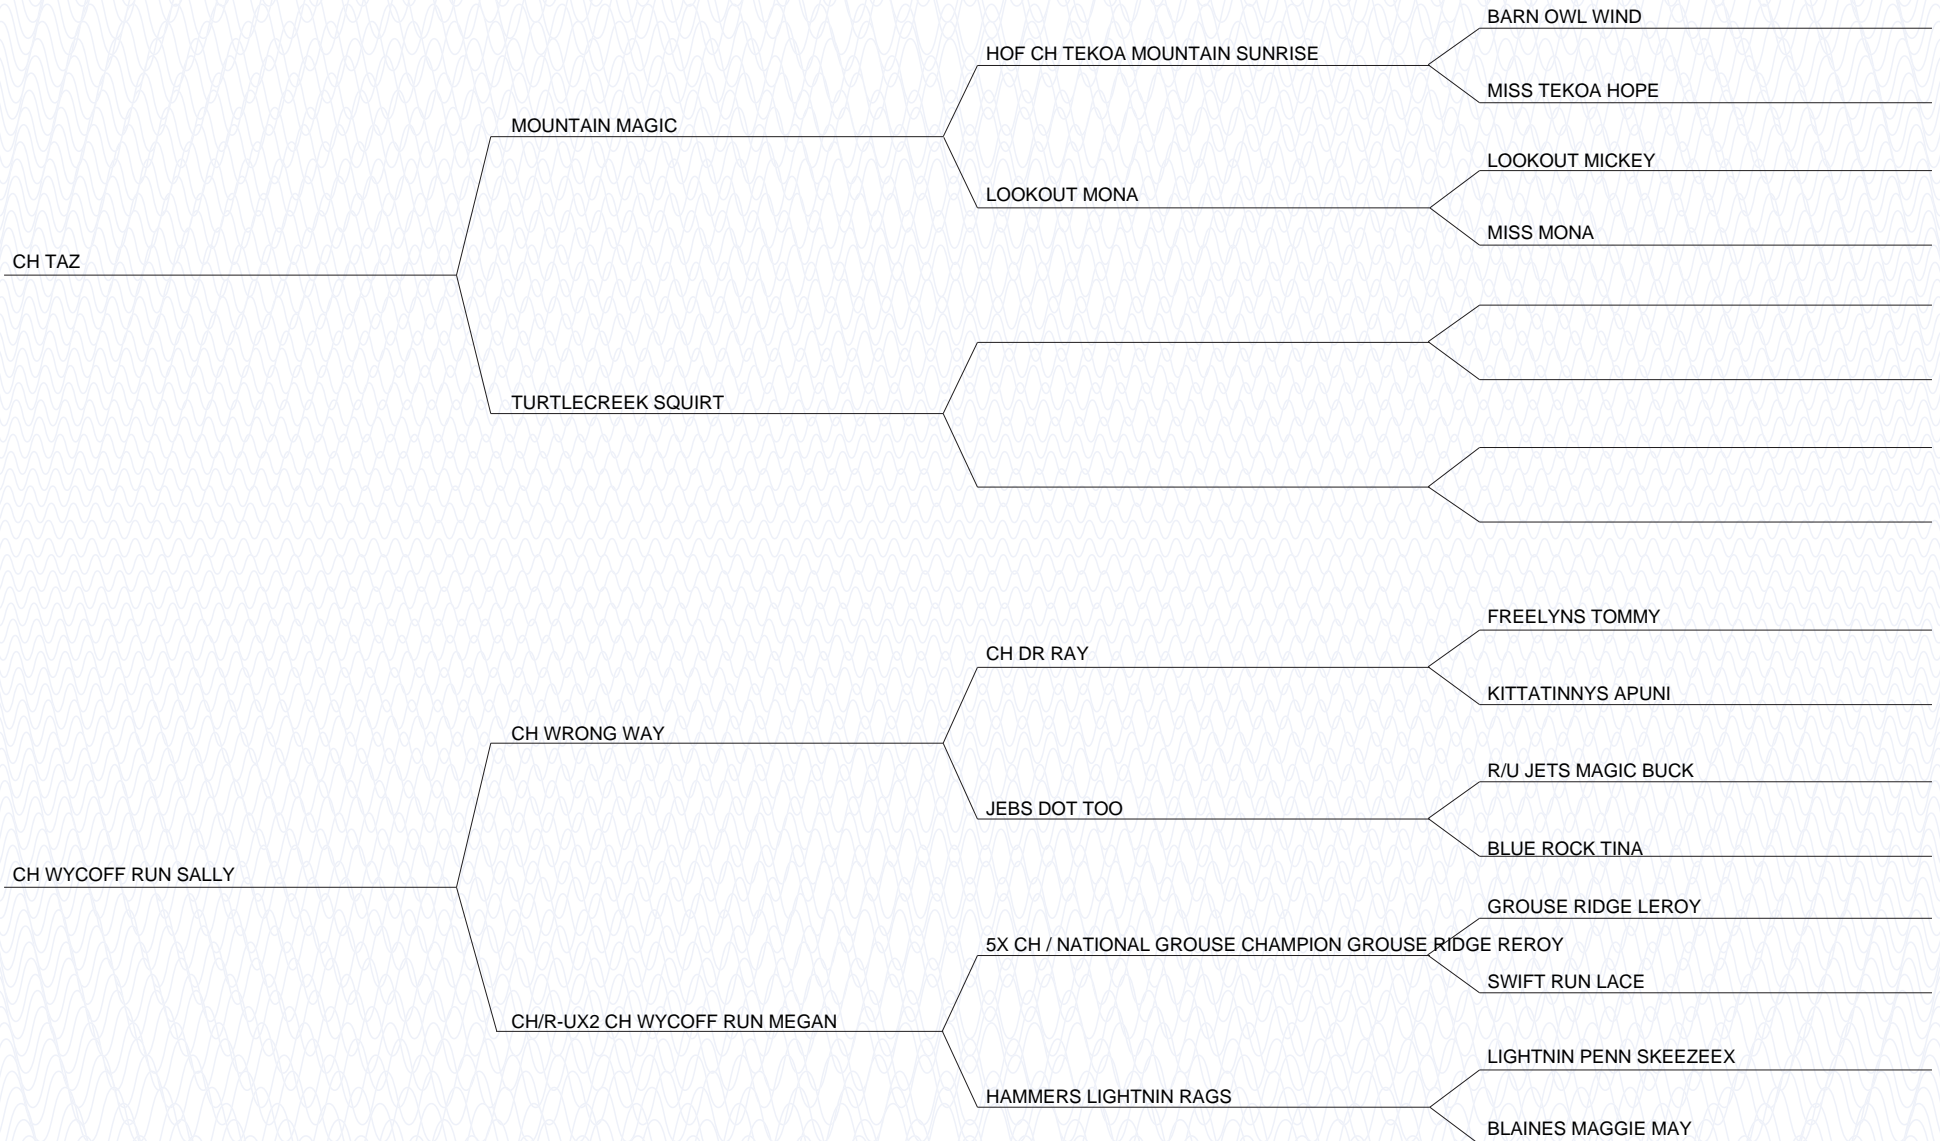 BARN OWL WIND
HOF CH TEKOA MOUNTAIN SUNRISE
MISS TEKOA HOPE
MOUNTAIN MAGIC
LOOKOUT MICKEY
LOOKOUT MONA
MISS MONA
CH TAZ
TURTLECREEK SQUIRT
FREELYNS TOMMY
CH DR RAY
KITTATINNYS APUNI
CH WRONG WAY
R/U JETS MAGIC BUCK
JEBS DOT TOO
BLUE ROCK TINA
CH WYCOFF RUN SALLY
GROUSE RIDGE LEROY
5X CH / NATIONAL GROUSE CHAMPION GROUSE RIDGE REROY
SWIFT RUN LACE
CH/R-UX2 CH WYCOFF RUN MEGAN
LIGHTNIN PENN SKEEZEEX
HAMMERS LIGHTNIN RAGS
BLAINES MAGGIE MAY